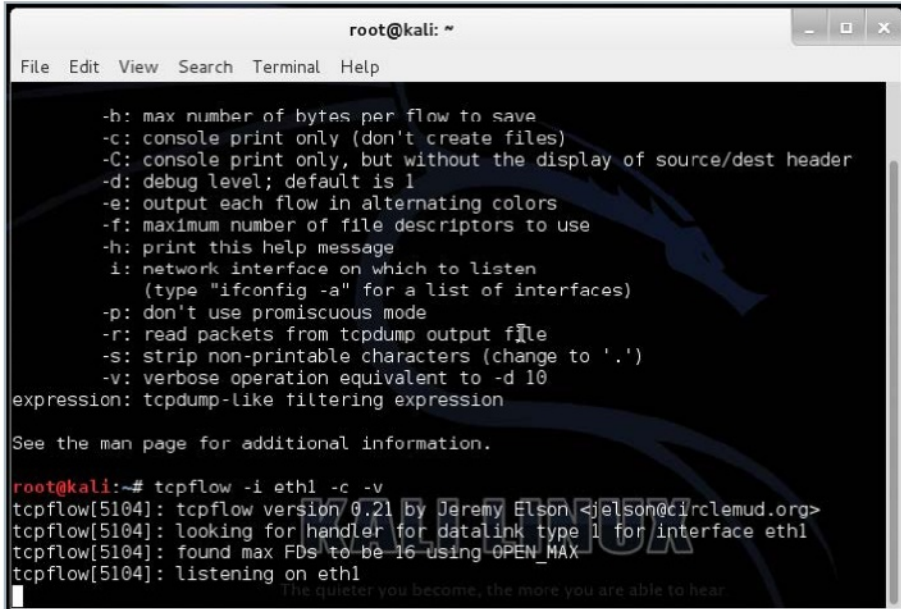 root@kali: ~
File Edit View Search Terminal Help
-b: max number of bytes per flow to save
-c: console print only (don't create files)
-C: console print only, but without the display of source/dest header
-d: debug level; default is 1
-e: output each flow in alternating colors
-f: maximum number of file descriptors to use
-h: print this help message
i: network interface on which to listen
(type "ifconfig -a" for a list of interfaces)
-p: don't use promiscuous mode
-r: read packets from tcpdump output file
-s: strip non-printable characters (change to '.')
-v: verbose operation equivalent to -d 10
expression: tcpdump-like filtering expression
See the man page for additional information.
root@kali:~# tcpflow -i eth1 -c -v
tcpflow[5104]: tcpflow version 0.21 by Jeremy Elson <jelson@circlemud.org>
tcpflow[5104]: looking for handler for datalink type 1 for interface eth1
tcpflow[5104]: found max FDs to be 16 using OPEN_MAX
tcpflow[5104]: listening on eth1
KALI LINUX
The quieter you become, the more you are able to hear